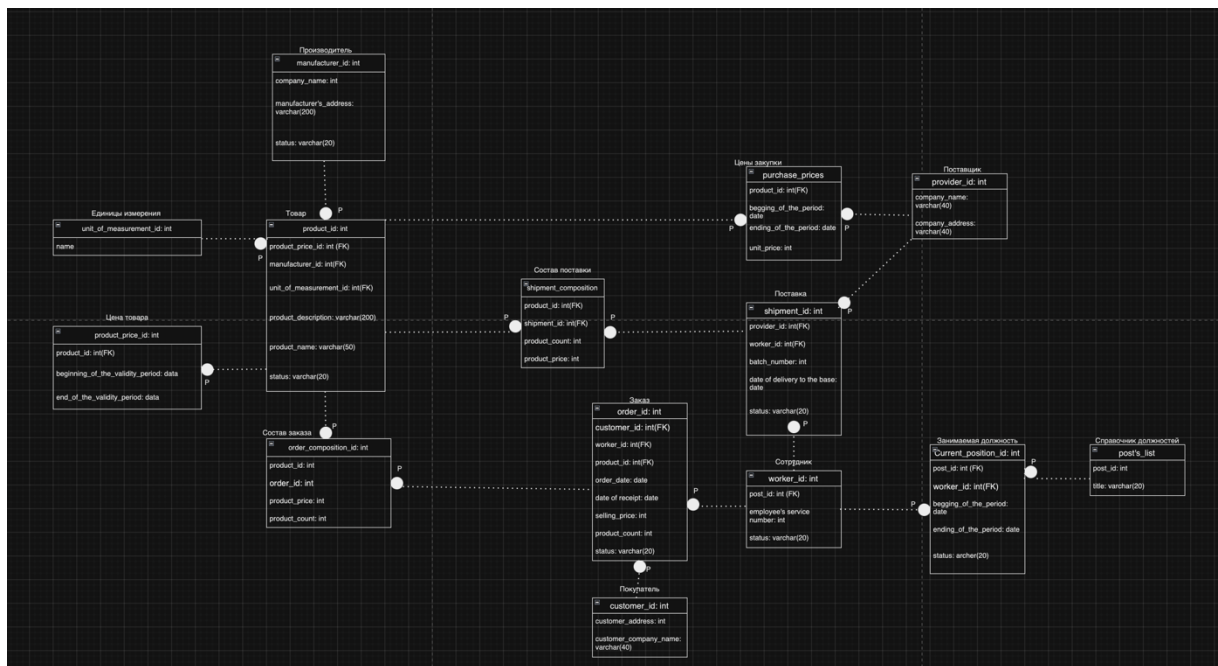 Производитель
manufacturer_id: int
company_name: int
manufacturer's_address:
varchar(200)
status: varchar(20)
P
Единицы измерения
unit_of_measurement_id: int
name
P
Товар
product_id: int
product_price_id: int (FK)
manufacturer_id: int(FK)
unit_of_measurement_id: int(FK)
product_description: varchar(200)
product_name: varchar(50)
status: varchar(20)
Цена товара
product_price_id: int
product_id: int(FK)
beginning_of_the_validity_period: data
end_of_the_validity_period: data
P
P
Состав заказа
order_composition_id: int
product_id: int
order_id: int
product_price: int
product_count: int
P
Цены закупки
purchase_prices
product_id: int(FK)
begging_of_the_period:
date
ending_of_the_period: date
unit_price: int
P
P
Поставщик
provider_id: int
company_name:
varchar(40)
company_address:
varchar(40)
Состав поставки
shipment_composition
product_id: int(FK)
shipment_id: int(FK)
product_count: int
product_price: int
P
P
Поставка
shipment_id: int
provider_id: int(FK)
worker_id: int(FK)
batch_number: int
date of delivery to the base:
date
status: varchar(20)
P
P
Заказ
order_id: int
customer_id: int(FK)
worker_id: int(FK)
product_id: int(FK)
order_date: date
date of receipt: date
selling_price: int
product_count: int
status: varchar(20)
P
P
Сотрудник
worker_id: int
post_id: int (FK)
employee's service
number: int
status: varchar(20)
Занимаемая должность
Current_position_id: int
post_id: int (FK)
worker_id: int(FK)
begging_of_the_period:
date
ending_of_the_period: date
status: archer(20)
P
P
Справочник должностей
post's_list
post_id: int
title: varchar(20)
Покупатель
customer_id: int
customer_address: int
customer_company_name:
varchar(40)